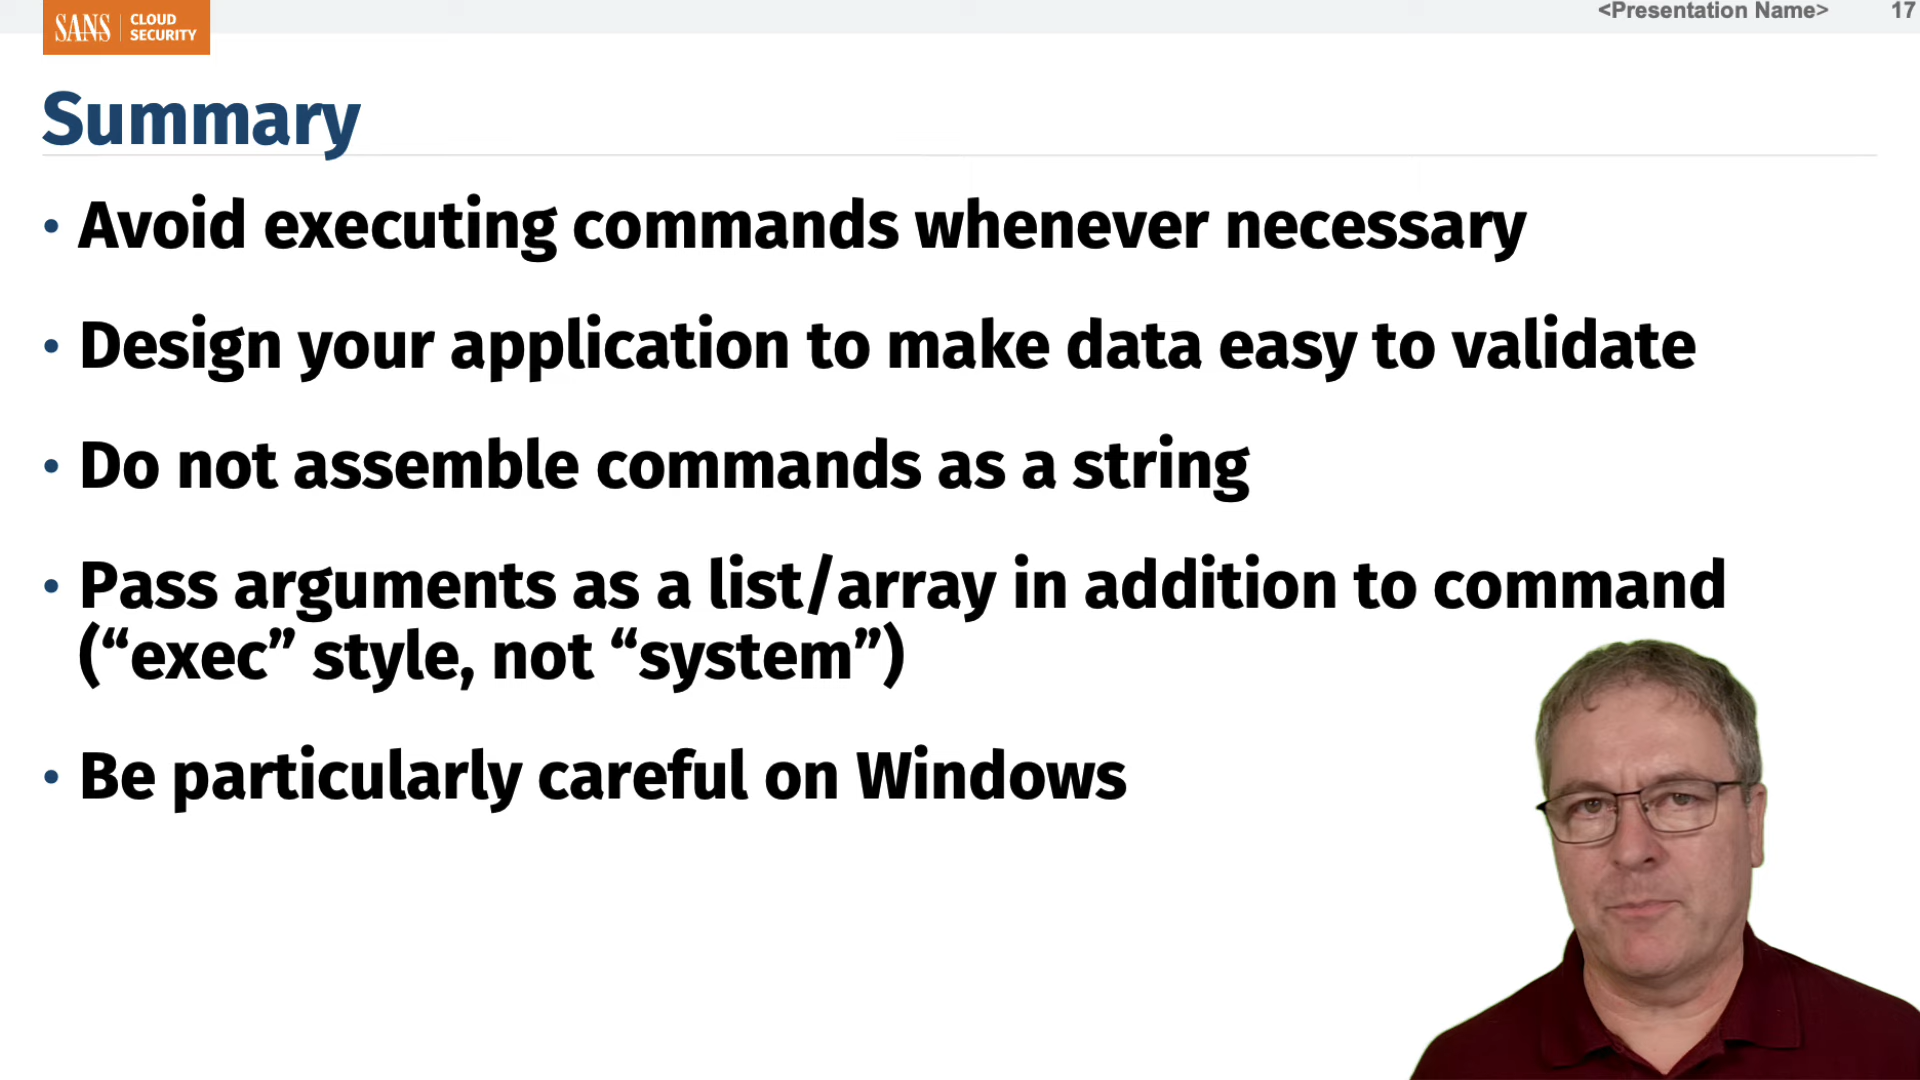 SANS
CLOUD
SECURITY
<Presentation Name>
17
Summary
• Avoid executing commands whenever necessary
• Design your application to make data easy to validate
• Do not assemble commands as a string
• Pass arguments as a list/array in addition to command
(“exec” style, not “system”)
• Be particularly careful on Windows